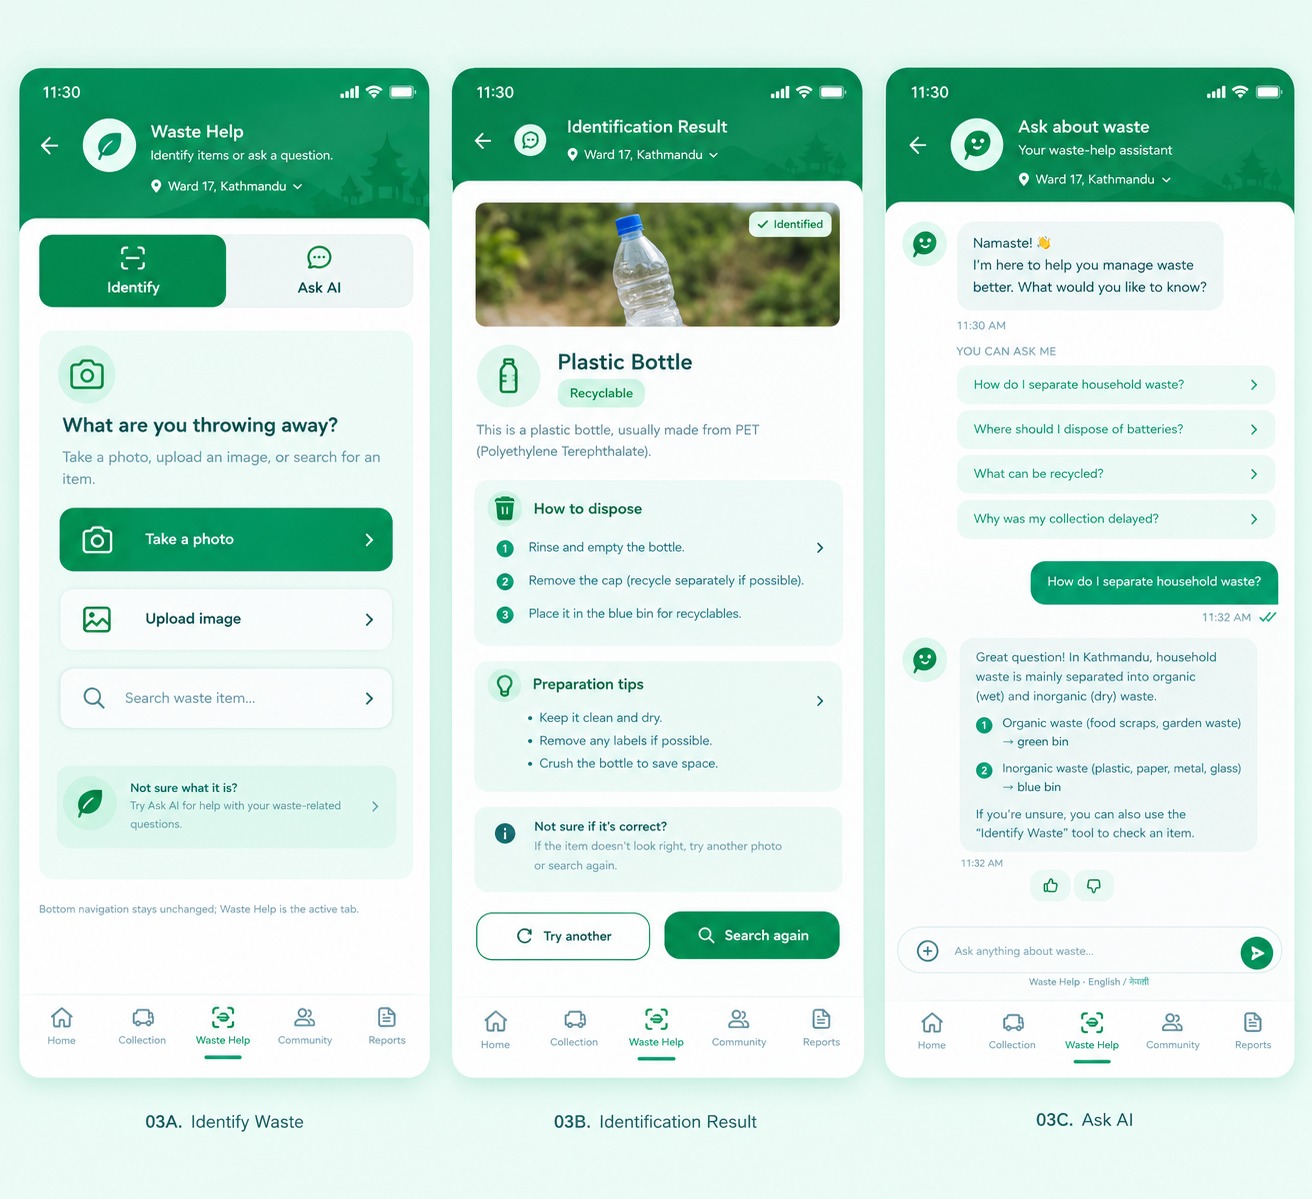 11:30
Waste Help
Identify items or ask a question.
Ward 17, Kathmandu
Identify
Ask AI
What are you throwing away?
Take a photo, upload an image, or search for an
item.
Take a photo
Upload image
Search waste item...
Not sure what it is?
Try Ask AI for help with your waste-related
questions.
Bottom navigation stays unchanged; Waste Help is the active tab.
Home
Collection
Waste Help
Community
Reports
03A. Identify Waste
11:30
Identification Result
Ward 17, Kathmandu
Identified
Plastic Bottle
Recyclable
This is a plastic bottle, usually made from PET
(Polyethylene Terephthalate).
How to dispose
1 Rinse and empty the bottle.
2 Remove the cap (recycle separately if possible).
3 Place it in the blue bin for recyclables.
Preparation tips
• Keep it clean and dry.
• Remove any labels if possible.
• Crush the bottle to save space.
Not sure if it's correct?
If the item doesn't look right, try another photo
or search again.
Try another
Search again
Home
Collection
Waste Help
Community
Reports
03B. Identification Result
11:30
Ask about waste
Your waste-help assistant
Ward 17, Kathmandu
Namaste! 👋
I'm here to help you manage waste
better. What would you like to know?
11:30 AM
YOU CAN ASK ME
How do I separate household waste?
Where should I dispose of batteries?
What can be recycled?
Why was my collection delayed?
How do I separate household waste?
11:32 AM
Great question! In Kathmandu, household
waste is mainly separated into organic
(wet) and inorganic (dry) waste.
1 Organic waste (food scraps, garden waste)
→ green bin
2 Inorganic waste (plastic, paper, metal, glass)
→ blue bin
If you're unsure, you can also use the
"Identify Waste" tool to check an item.
11:32 AM
Ask anything about waste...
Waste Help · English /
Home
Collection
Waste Help
Community
Reports
03C. Ask AI